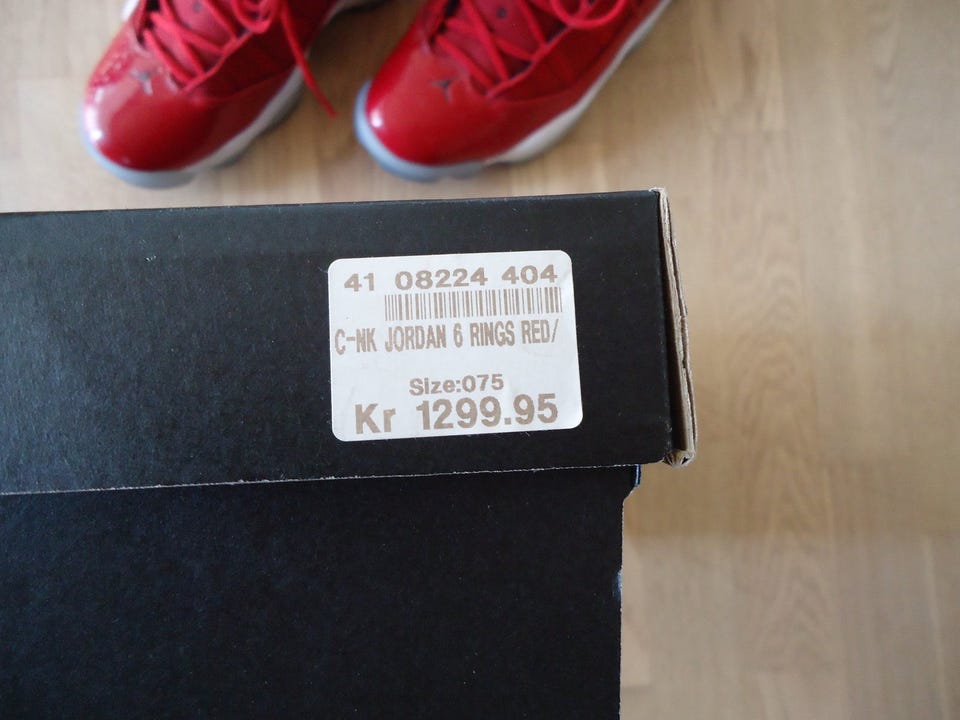 41 08224 404
C-NK JORDAN 6 RINGS RED/
Size:075
Kr 1299.95